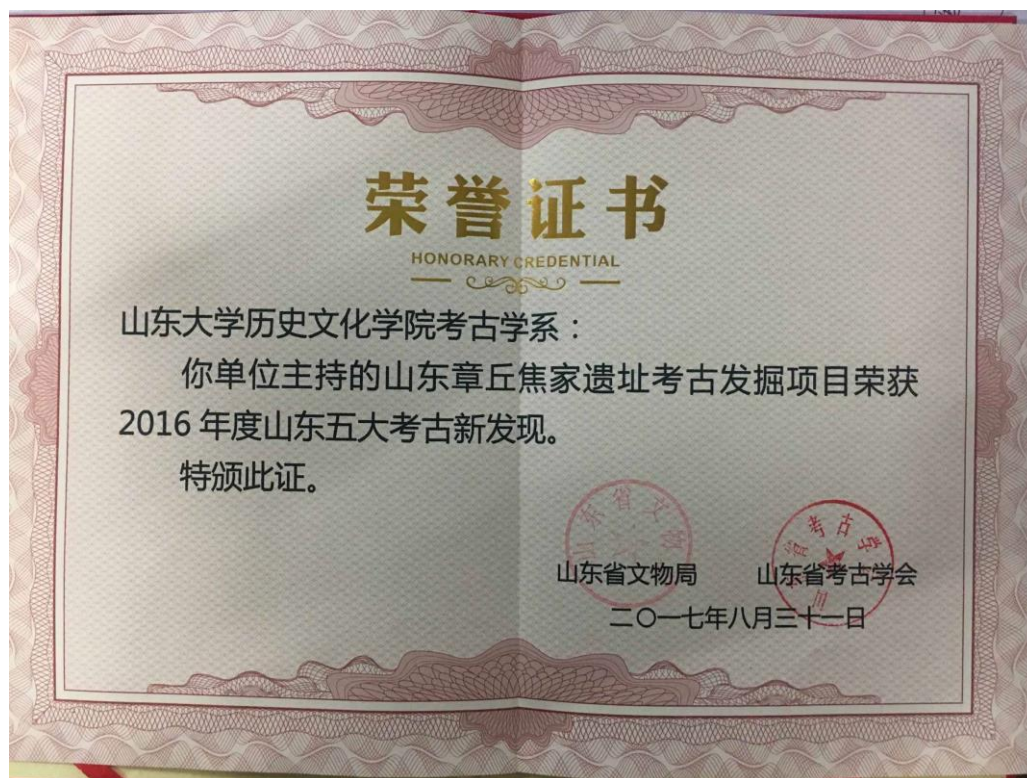 荣誉证书
HONORARY CREDENTIAL
山东大学历史文化学院考古学系：
你单位主持的山东章丘焦家遗址考古发掘项目荣获
2016 年度山东五大考古新发现。
特颁此证。
山东省文物局 山东省考古学会
二〇一七年八月三十一日